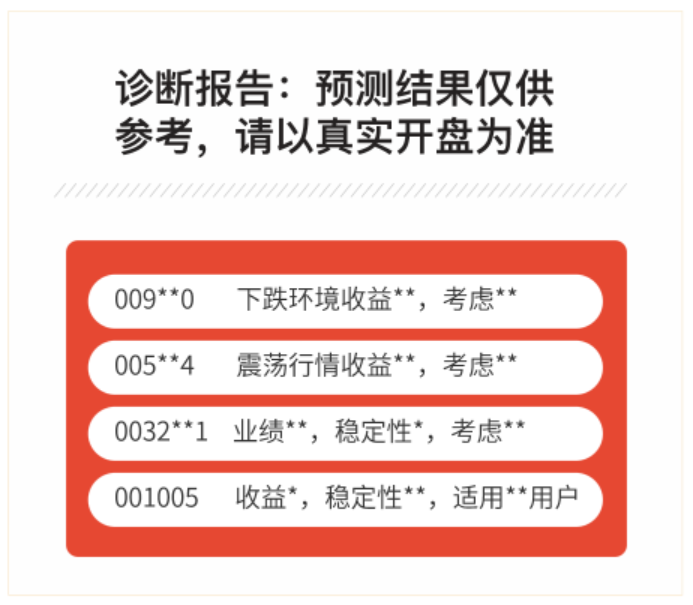 诊断报告：预测结果仅供
参考，请以真实开盘为准
009**0 下跌环境收益**，考虑**
005**4 震荡行情收益**，考虑**
0032**1 业绩**，稳定性*，考虑**
001005 收益*，稳定性**，适用**用户